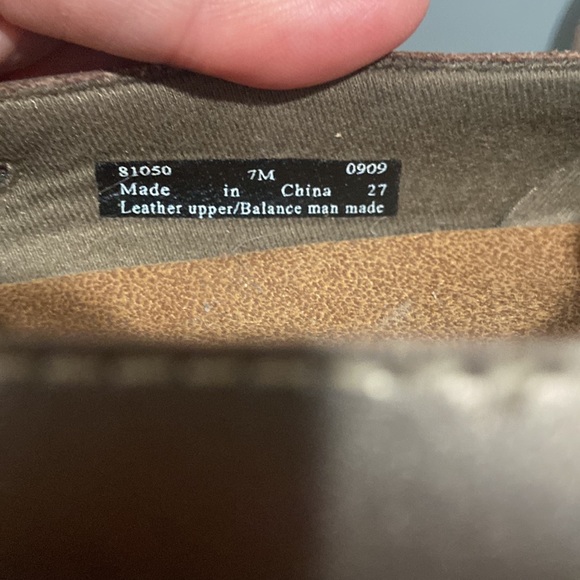 81050 7M 0909
Made in China 27
Leather upper/Balance man made